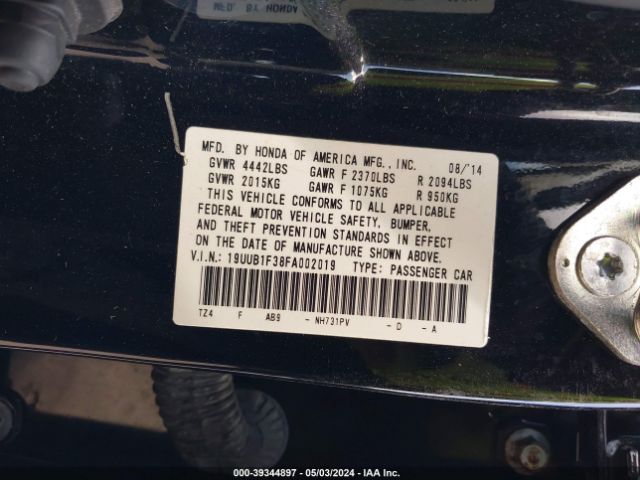 MFD. BY HONDA
MFD. BY HONDA OF AMERICA MFG., INC. 08/'14
GVWR 4442LBS GAWR F 2370LBS R 2094LBS
GVWR 2015KG GAWR F 1075KG R 950KG
THIS VEHICLE CONFORMS TO ALL APPLICABLE
FEDERAL MOTOR VEHICLE SAFETY, BUMPER,
AND THEFT PREVENTION STANDARDS IN EFFECT
ON THE DATE OF MANUFACTURE SHOWN ABOVE.
V.I.N.: 19UUB1F38FA002019 TYPE: PASSENGER CAR
TZ4 F AB9 - NH731PV - D - A
000-39344897 - 05/03/2024 - IAA Inc.